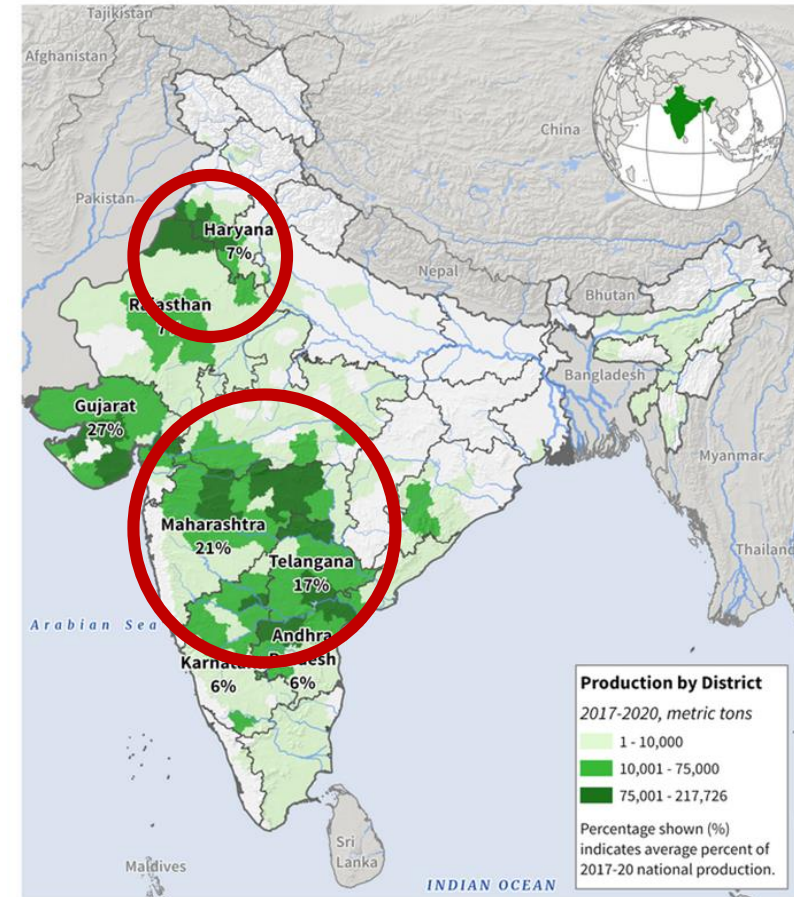 Tajikistan
Afghanistan
China
Pakistan
Haryana
7%
Nepal
Rajasthan
Bhutan
Bangladesh
Gujarat
27%
Myanmar
Maharashtra
21%
Telangana
17%
Thailand
Arabian Sea
Andhra
6%
6%
Production by District
2017-2020, metric tons
1 - 10,000
10,001 - 75,000
75,001 - 217,726
Percentage shown (%)
indicates average percent of
2017-20 national production.
Sri
Lanka
Maldives
INDIAN OCEAN